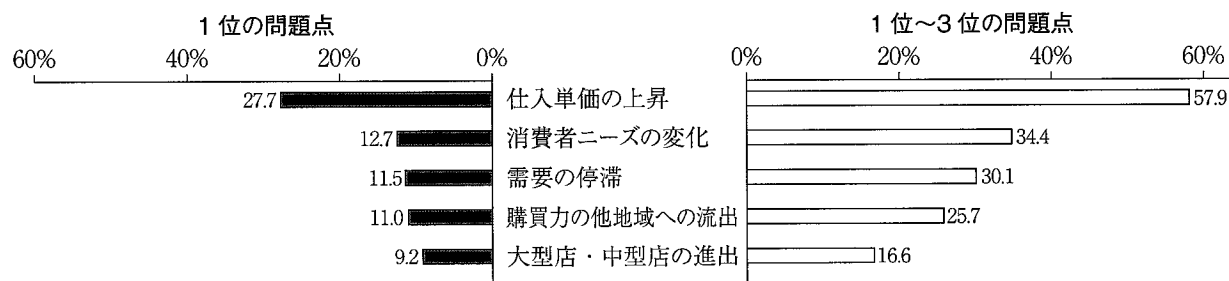 1位の問題点 1位～3位の問題点
60% 40% 20% 0% 0% 20% 40% 60%
27.7 仕入単価の上昇 57.9
12.7 消費者ニーズの変化 34.4
11.5 需要の停滞 30.1
11.0 購買力の他地域への流出 25.7
9.2 大型店・中型店の進出 16.6